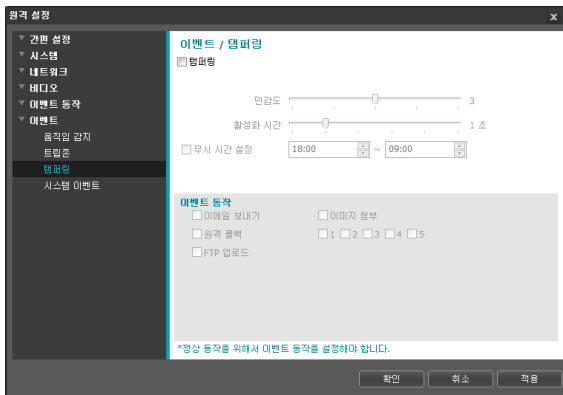 원격 설정
x
간편 설정
시스템
네트워크
비디오
이벤트 동작
이벤트
움직임 감지
트립존
탬퍼링
시스템 이벤트
이벤트 / 탬퍼링
탬퍼링
민감도 3
활성화 시간 1 초
무시 시간 설정 18:00 ~ 09:00
이벤트 동작
이메일 보내기 이미지 첨부
원격 콜백 1 2 3 4 5
FTP 업로드
*정상 동작을 위해서 이벤트 동작을 설정해야 합니다.
확인 취소 적용